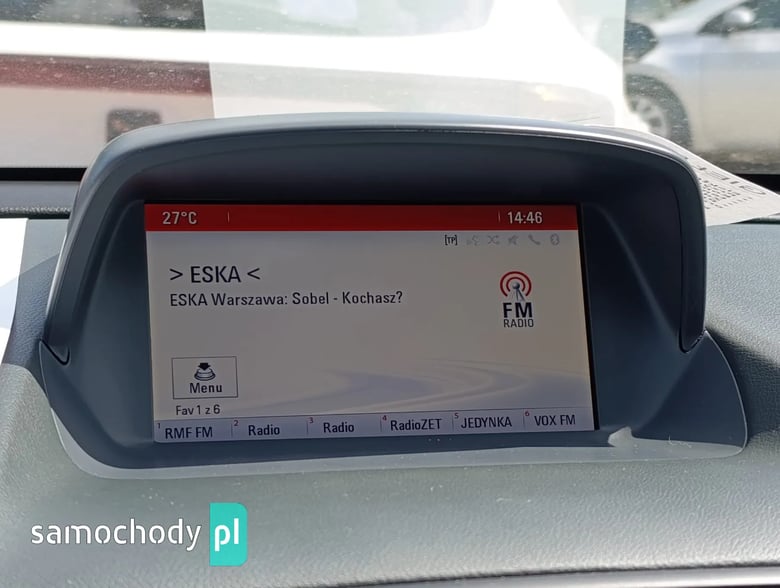 27°C 14:46
[TP]
> ESKA <
ESKA Warszawa: Sobel - Kochasz?
FM
RADIO
Menu
Fav 1 z 6
1 RMF FM 2 Radio 3 Radio 4 RadioZET 5 JEDYNKA 6 VOX FM
samochody pl